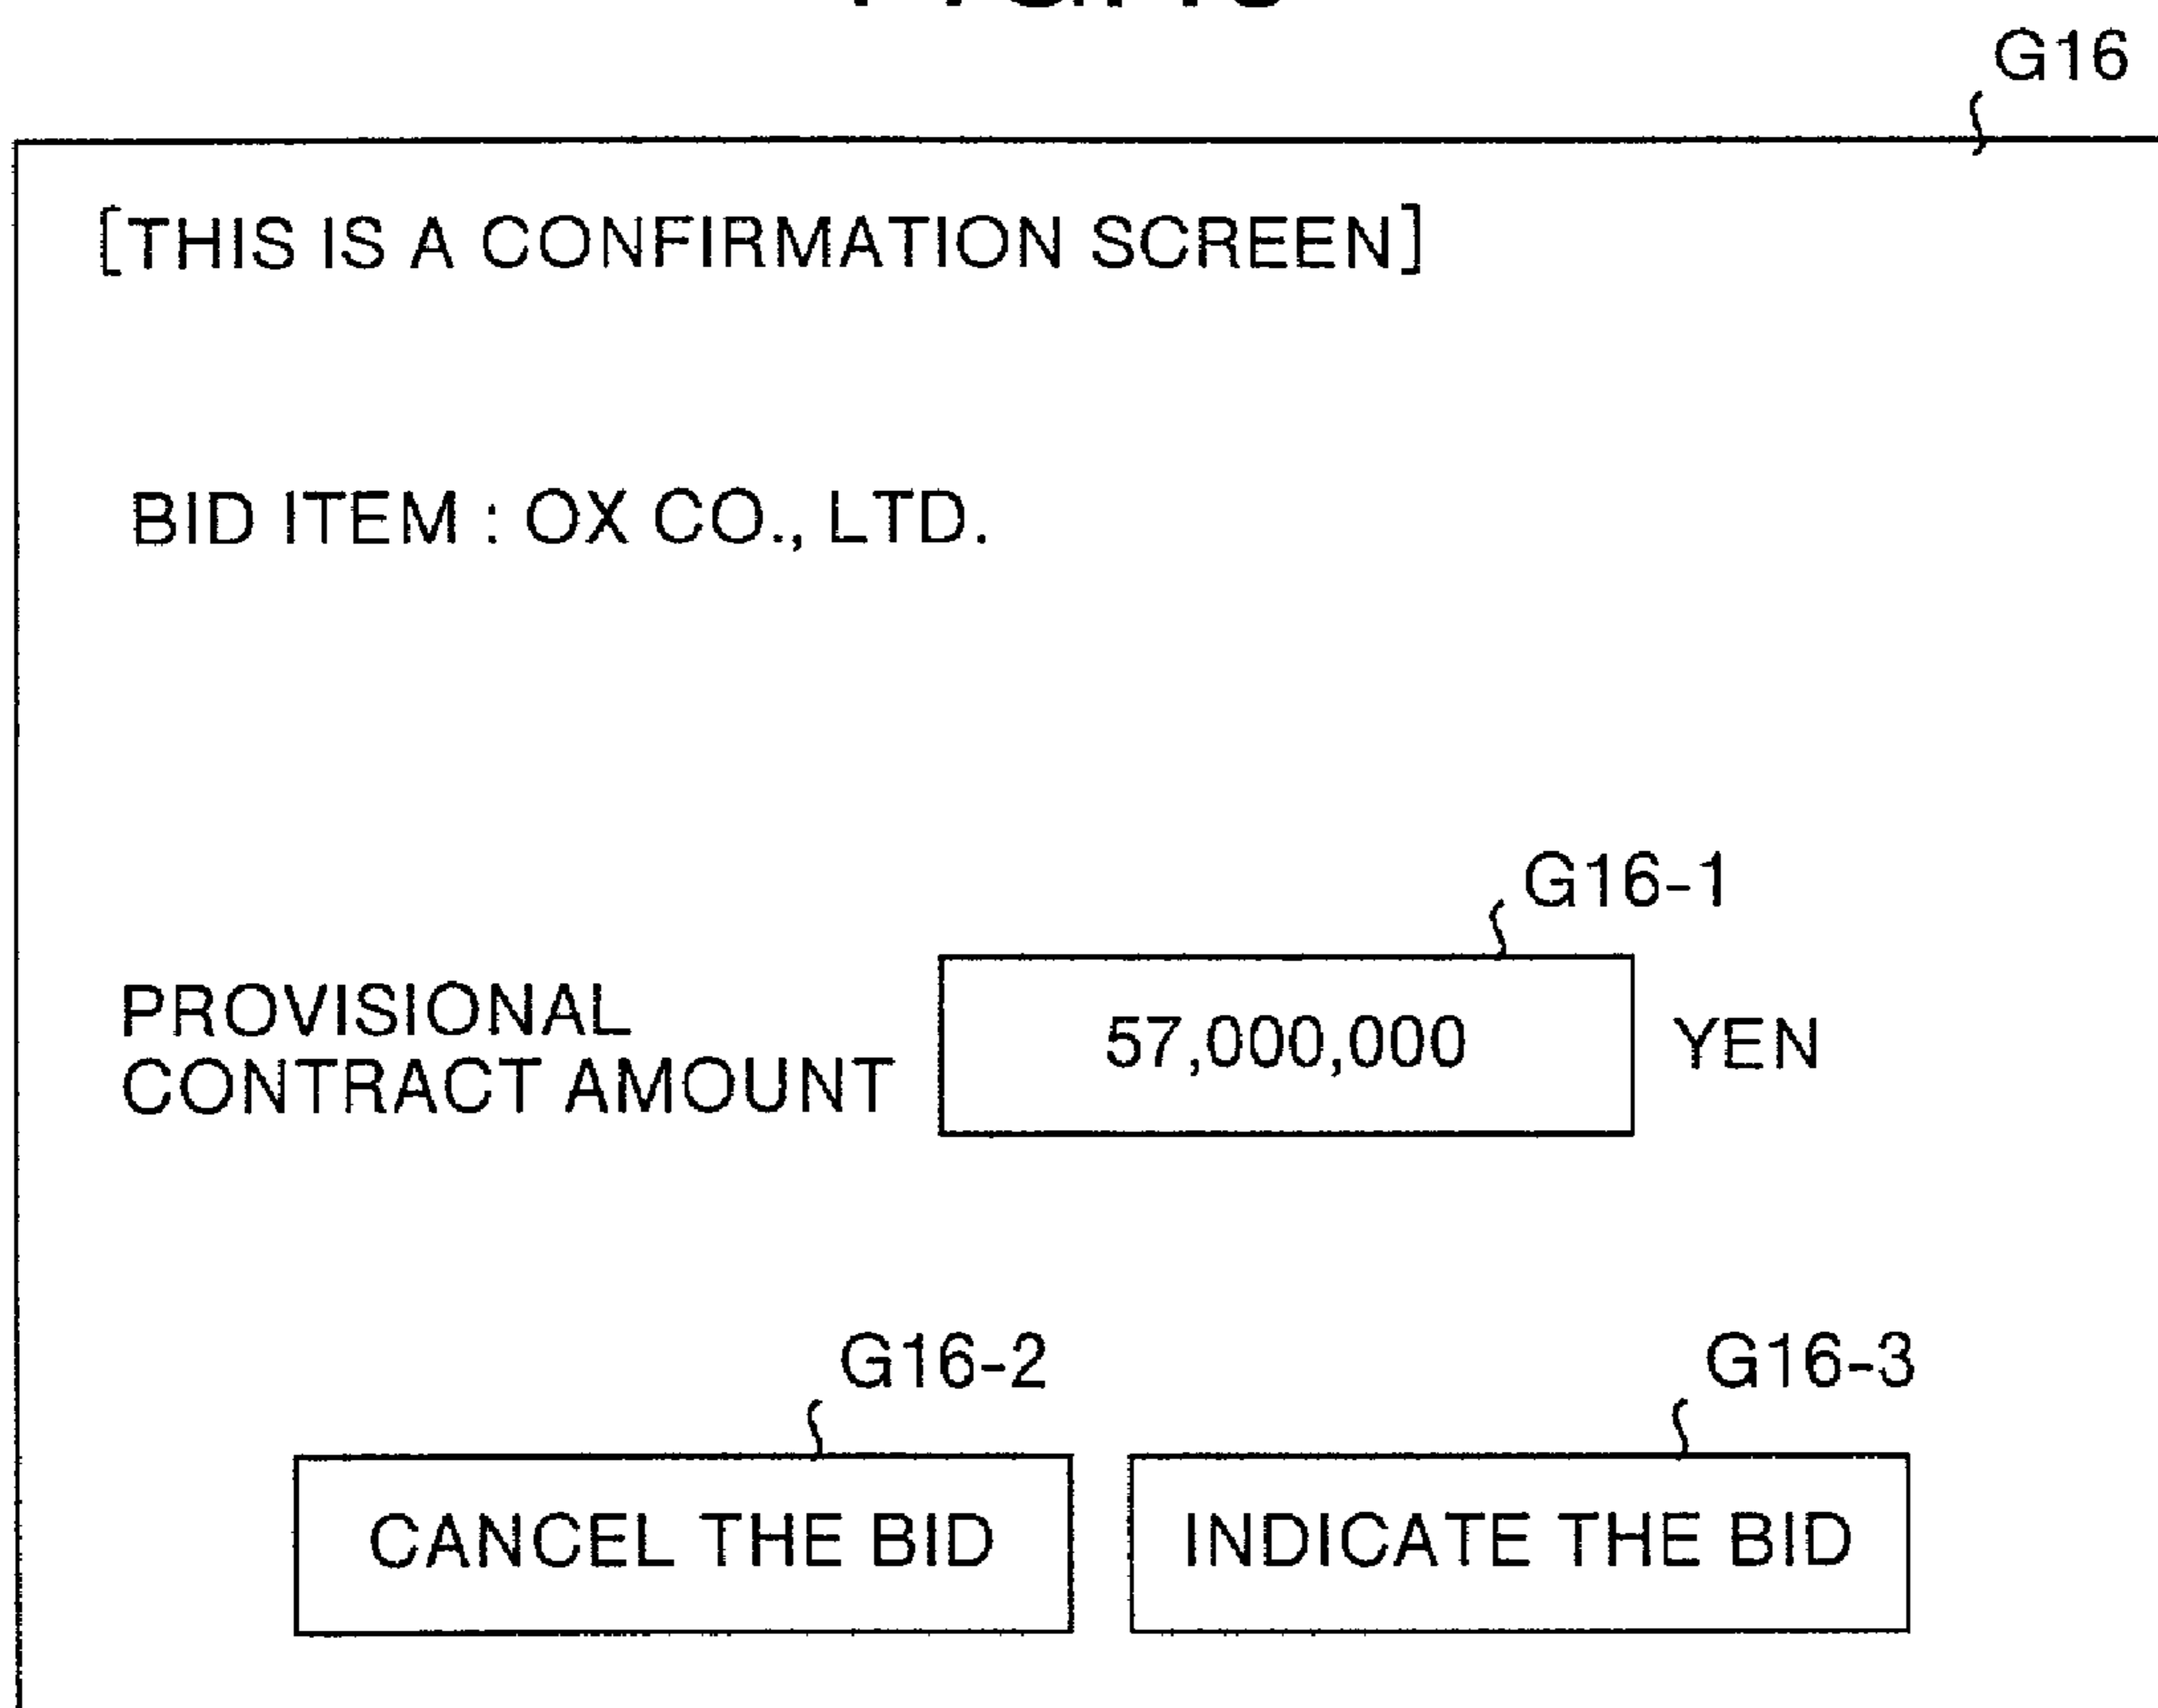 G16
[THIS IS A CONFIRMATION SCREEN]
BID ITEM : OX CO., LTD.
G16-1
PROVISIONAL
CONTRACT AMOUNT
57,000,000
YEN
G16-2
G16-3
CANCEL THE BID
INDICATE THE BID